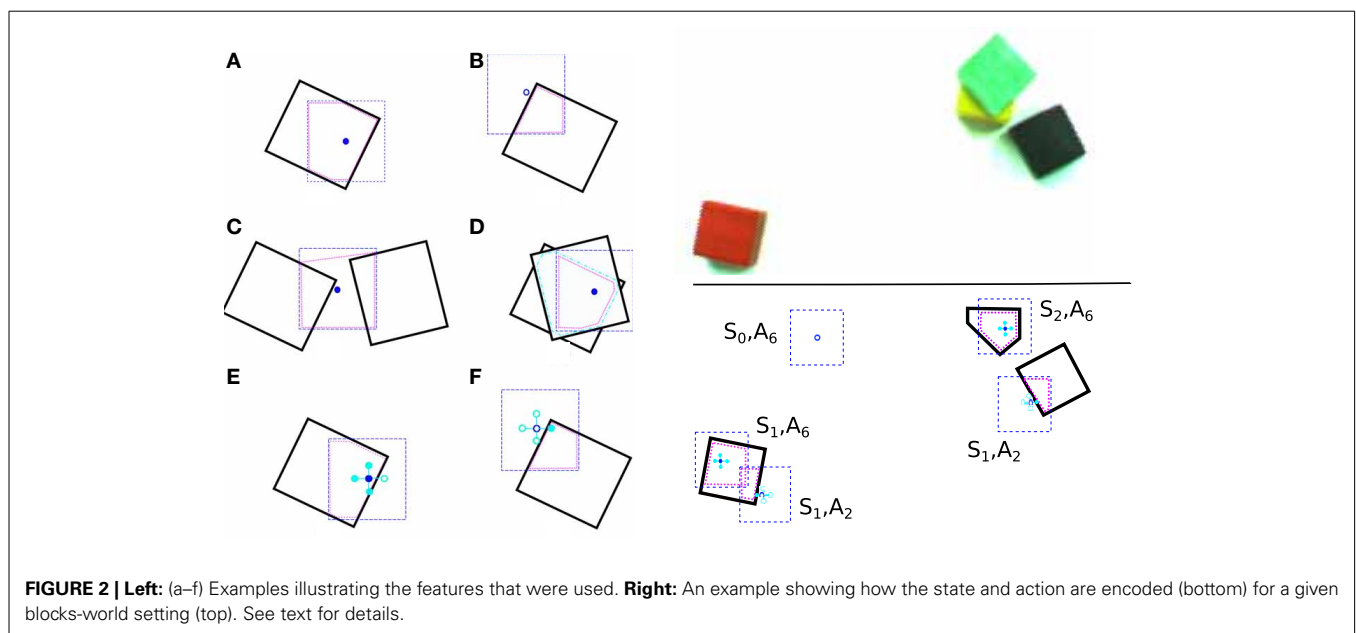 A
B
C
D
E
F
S₀,A₆
S₂,A₆
S₁,A₆
S₁,A₂
S₁,A₂
FIGURE 2 | Left: (a–f) Examples illustrating the features that were used. Right: An example showing how the state and action are encoded (bottom) for a given
blocks-world setting (top). See text for details.